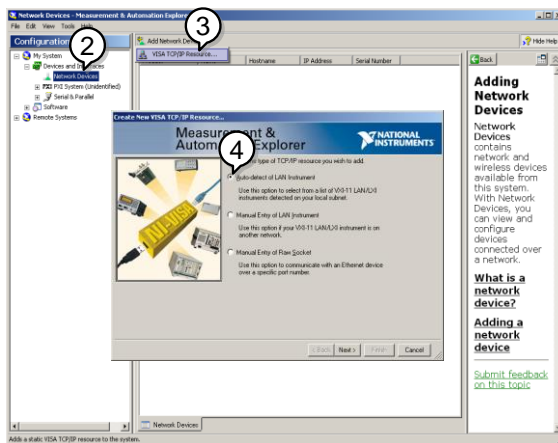 Network Devices - Measurement & Automation Explorer
File Edit View Tools Help
Configuration
2
3
4
My System
Devices and Interfaces
Network Devices
PXI PXI System (Unidentified)
Serial & Parallel
Software
Remote Systems
Add Network Devices
VISA TCP/IP Resource...
Hostname
IP Address
Serial Number
Hide Help
Back
Create New VISA TCP/IP Resource...
Measurement &
Automation Explorer
NATIONAL
INSTRUMENTS
NI-VISA
type of TCP/IP resource you wish to add.
Auto-detect of LAN Instrument
Use this option to select from a list of VXI-11 LAN/LXI
instruments detected on your local subnet.
Manual Entry of LAN Instrument
Use this option if your VXI-11 LAN/LXI instrument is on
another network.
Manual Entry of Raw Socket
Use this option to communicate with an Ethernet device
over a specific port number.
< Back
Next >
Finish
Cancel
Adding
Network
Devices
Network
Devices
contains
network and
wireless devices
available from
this system.
With Network
Devices, you
can view and
configure
devices
connected over
a network.
What is a
network
device?
Adding a
network
device
Submit feedback
on this topic
Network Devices
Adds a static VISA TCP/IP resource to the system.